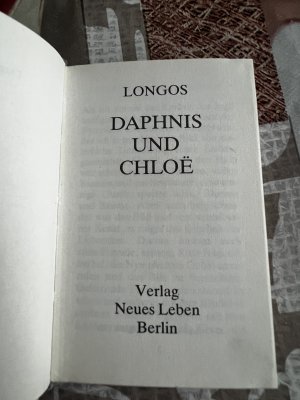 LONGOS
DAPHNIS
UND
CHLOË
Verlag
Neues Leben
Berlin